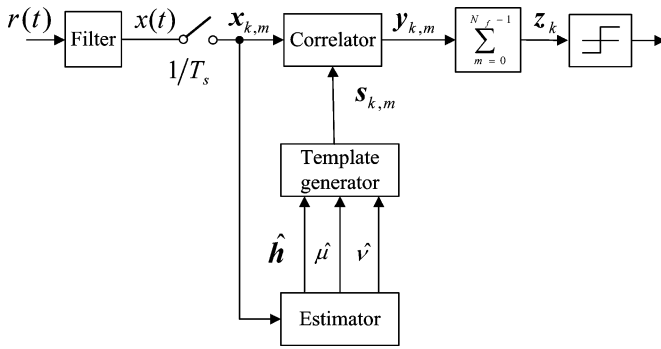 r(t)
Filter
x(t)
1/T_s
x_{k,m}
Correlator
y_{k,m}
N_f −1
∑
m = 0
z_k
s_{k,m}
Template
generator
ĥ
μ̂
ν̂
Estimator